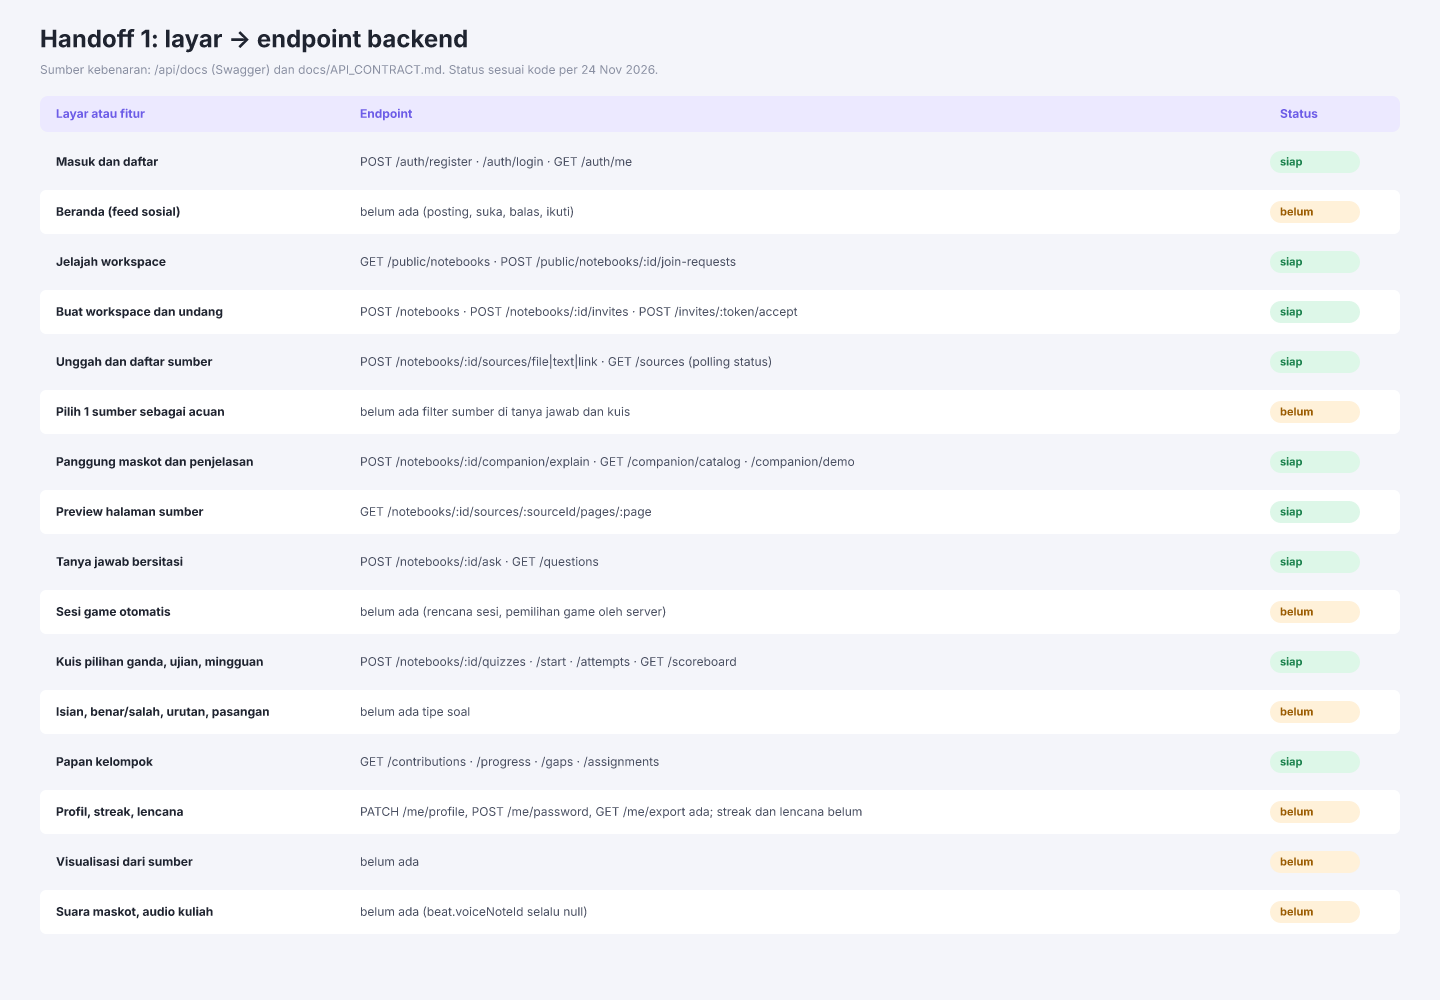 Handoff 1: layar → endpoint backend
Sumber kebenaran: /api/docs (Swagger) dan docs/API_CONTRACT.md. Status sesuai kode per 24 Nov 2026.
Layar atau fitur Endpoint Status
Masuk dan daftar POST /auth/register · /auth/login · GET /auth/me siap
Beranda (feed sosial) belum ada (posting, suka, balas, ikuti) belum
Jelajah workspace GET /public/notebooks · POST /public/notebooks/:id/join-requests siap
Buat workspace dan undang POST /notebooks · POST /notebooks/:id/invites · POST /invites/:token/accept siap
Unggah dan daftar sumber POST /notebooks/:id/sources/file|text|link · GET /sources (polling status) siap
Pilih 1 sumber sebagai acuan belum ada filter sumber di tanya jawab dan kuis belum
Panggung maskot dan penjelasan POST /notebooks/:id/companion/explain · GET /companion/catalog · /companion/demo siap
Preview halaman sumber GET /notebooks/:id/sources/:sourceId/pages/:page siap
Tanya jawab bersitasi POST /notebooks/:id/ask · GET /questions siap
Sesi game otomatis belum ada (rencana sesi, pemilihan game oleh server) belum
Kuis pilihan ganda, ujian, mingguan POST /notebooks/:id/quizzes · /start · /attempts · GET /scoreboard siap
Isian, benar/salah, urutan, pasangan belum ada tipe soal belum
Papan kelompok GET /contributions · /progress · /gaps · /assignments siap
Profil, streak, lencana PATCH /me/profile, POST /me/password, GET /me/export ada; streak dan lencana belum belum
Visualisasi dari sumber belum ada belum
Suara maskot, audio kuliah belum ada (beat.voiceNoteId selalu null) belum